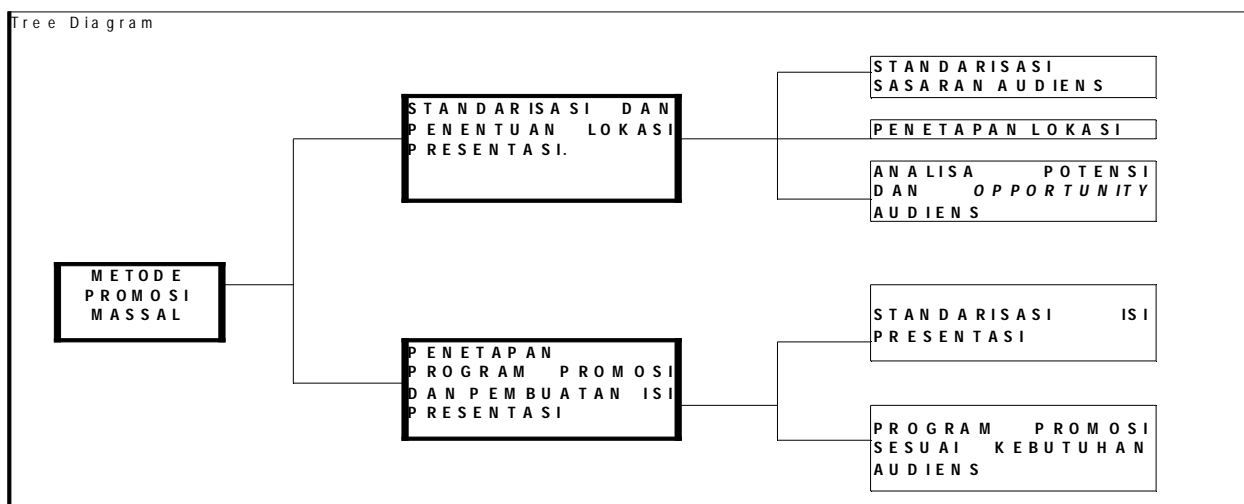 Tree Diagram
METODE
PROMOSI
MASSAL
STANDARISASI DAN
PENENTUAN LOKASI
PRESENTASI.
STANDARISASI
SASARAN AUDIENS
PENETAPAN LOKASI
ANALISA POTENSI
DAN OPPORTUNITY
AUDIENS
PENETAPAN
PROGRAM PROMOSI
DAN PEMBUATAN ISI
PRESENTASI
STANDARISASI ISI
PRESENTASI
PROGRAM PROMOSI
SESUAI KEBUTUHAN
AUDIENS